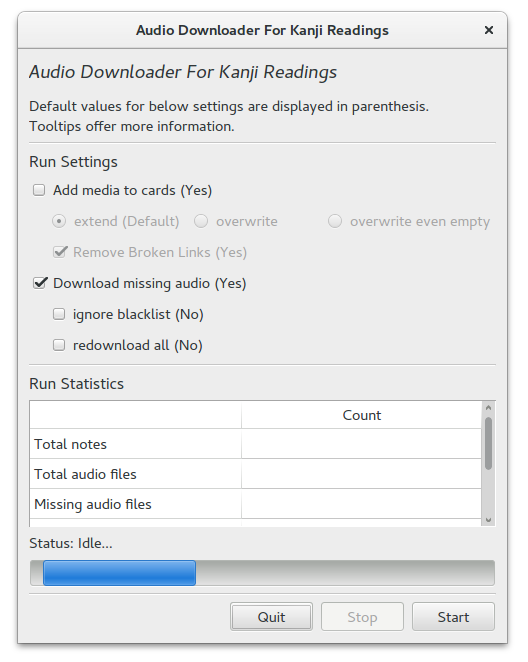 Audio Downloader For Kanji Readings
Audio Downloader For Kanji Readings
Default values for below settings are displayed in parenthesis.
Tooltips offer more information.
Run Settings
Add media to cards (Yes)
extend (Default) overwrite overwrite even empty
Remove Broken Links (Yes)
Download missing audio (Yes)
ignore blacklist (No)
redownload all (No)
Run Statistics
Count
Total notes
Total audio files
Missing audio files
Status: Idle...
Quit Stop Start